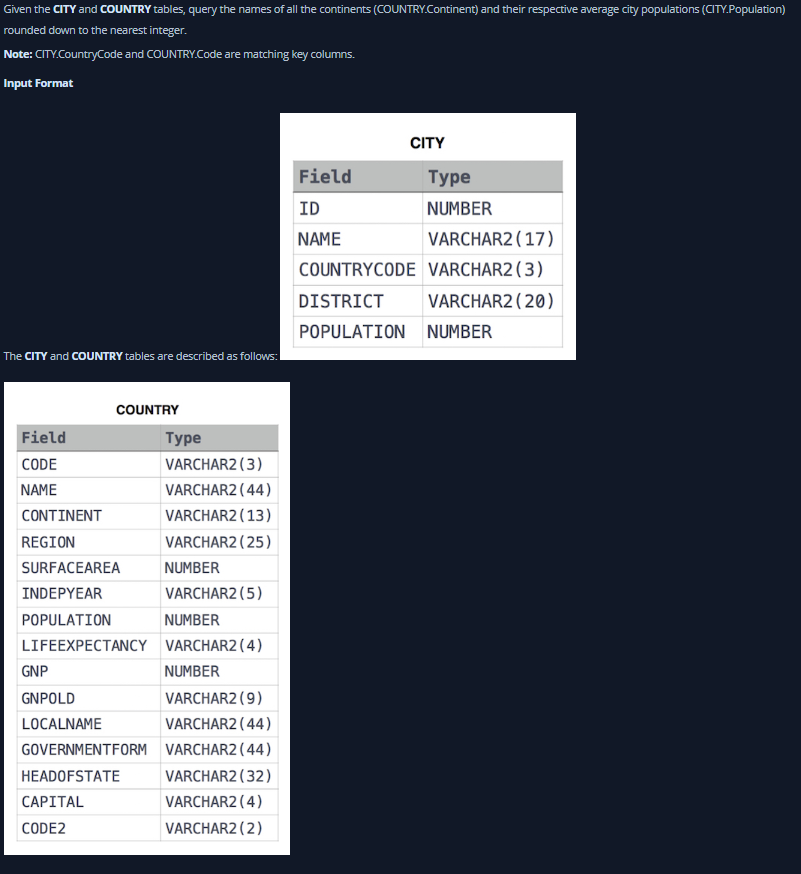 Given the CITY and COUNTRY tables, query the names of all the continents (COUNTRY.Continent) and their respective average city populations (CITY.Population)
rounded down to the nearest integer.
Note: CITY.CountryCode and COUNTRY.Code are matching key columns.
Input Format
CITY
Field Type
ID NUMBER
NAME VARCHAR2(17)
COUNTRYCODE VARCHAR2(3)
DISTRICT VARCHAR2(20)
POPULATION NUMBER
The CITY and COUNTRY tables are described as follows:
COUNTRY
Field Type
CODE VARCHAR2(3)
NAME VARCHAR2(44)
CONTINENT VARCHAR2(13)
REGION VARCHAR2(25)
SURFACEAREA NUMBER
INDEPYEAR VARCHAR2(5)
POPULATION NUMBER
LIFEEXPECTANCY VARCHAR2(4)
GNP NUMBER
GNPOLD VARCHAR2(9)
LOCALNAME VARCHAR2(44)
GOVERNMENTFORM VARCHAR2(44)
HEADOFSTATE VARCHAR2(32)
CAPITAL VARCHAR2(4)
CODE2 VARCHAR2(2)